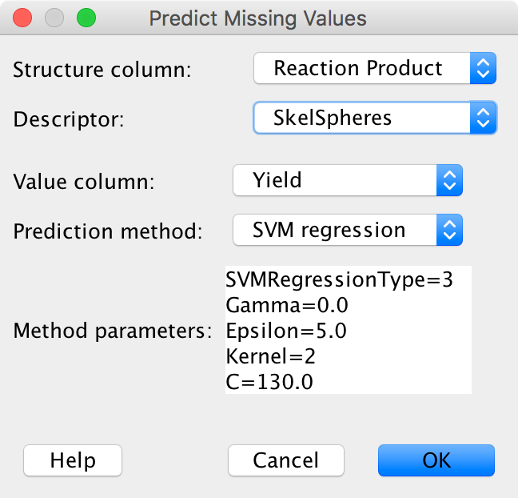 Predict Missing Values
Structure column: Reaction Product
Descriptor: SkelSpheres
Value column: Yield
Prediction method: SVM regression
Method parameters:
SVMRegressionType=3
Gamma=0.0
Epsilon=5.0
Kernel=2
C=130.0
Help Cancel OK